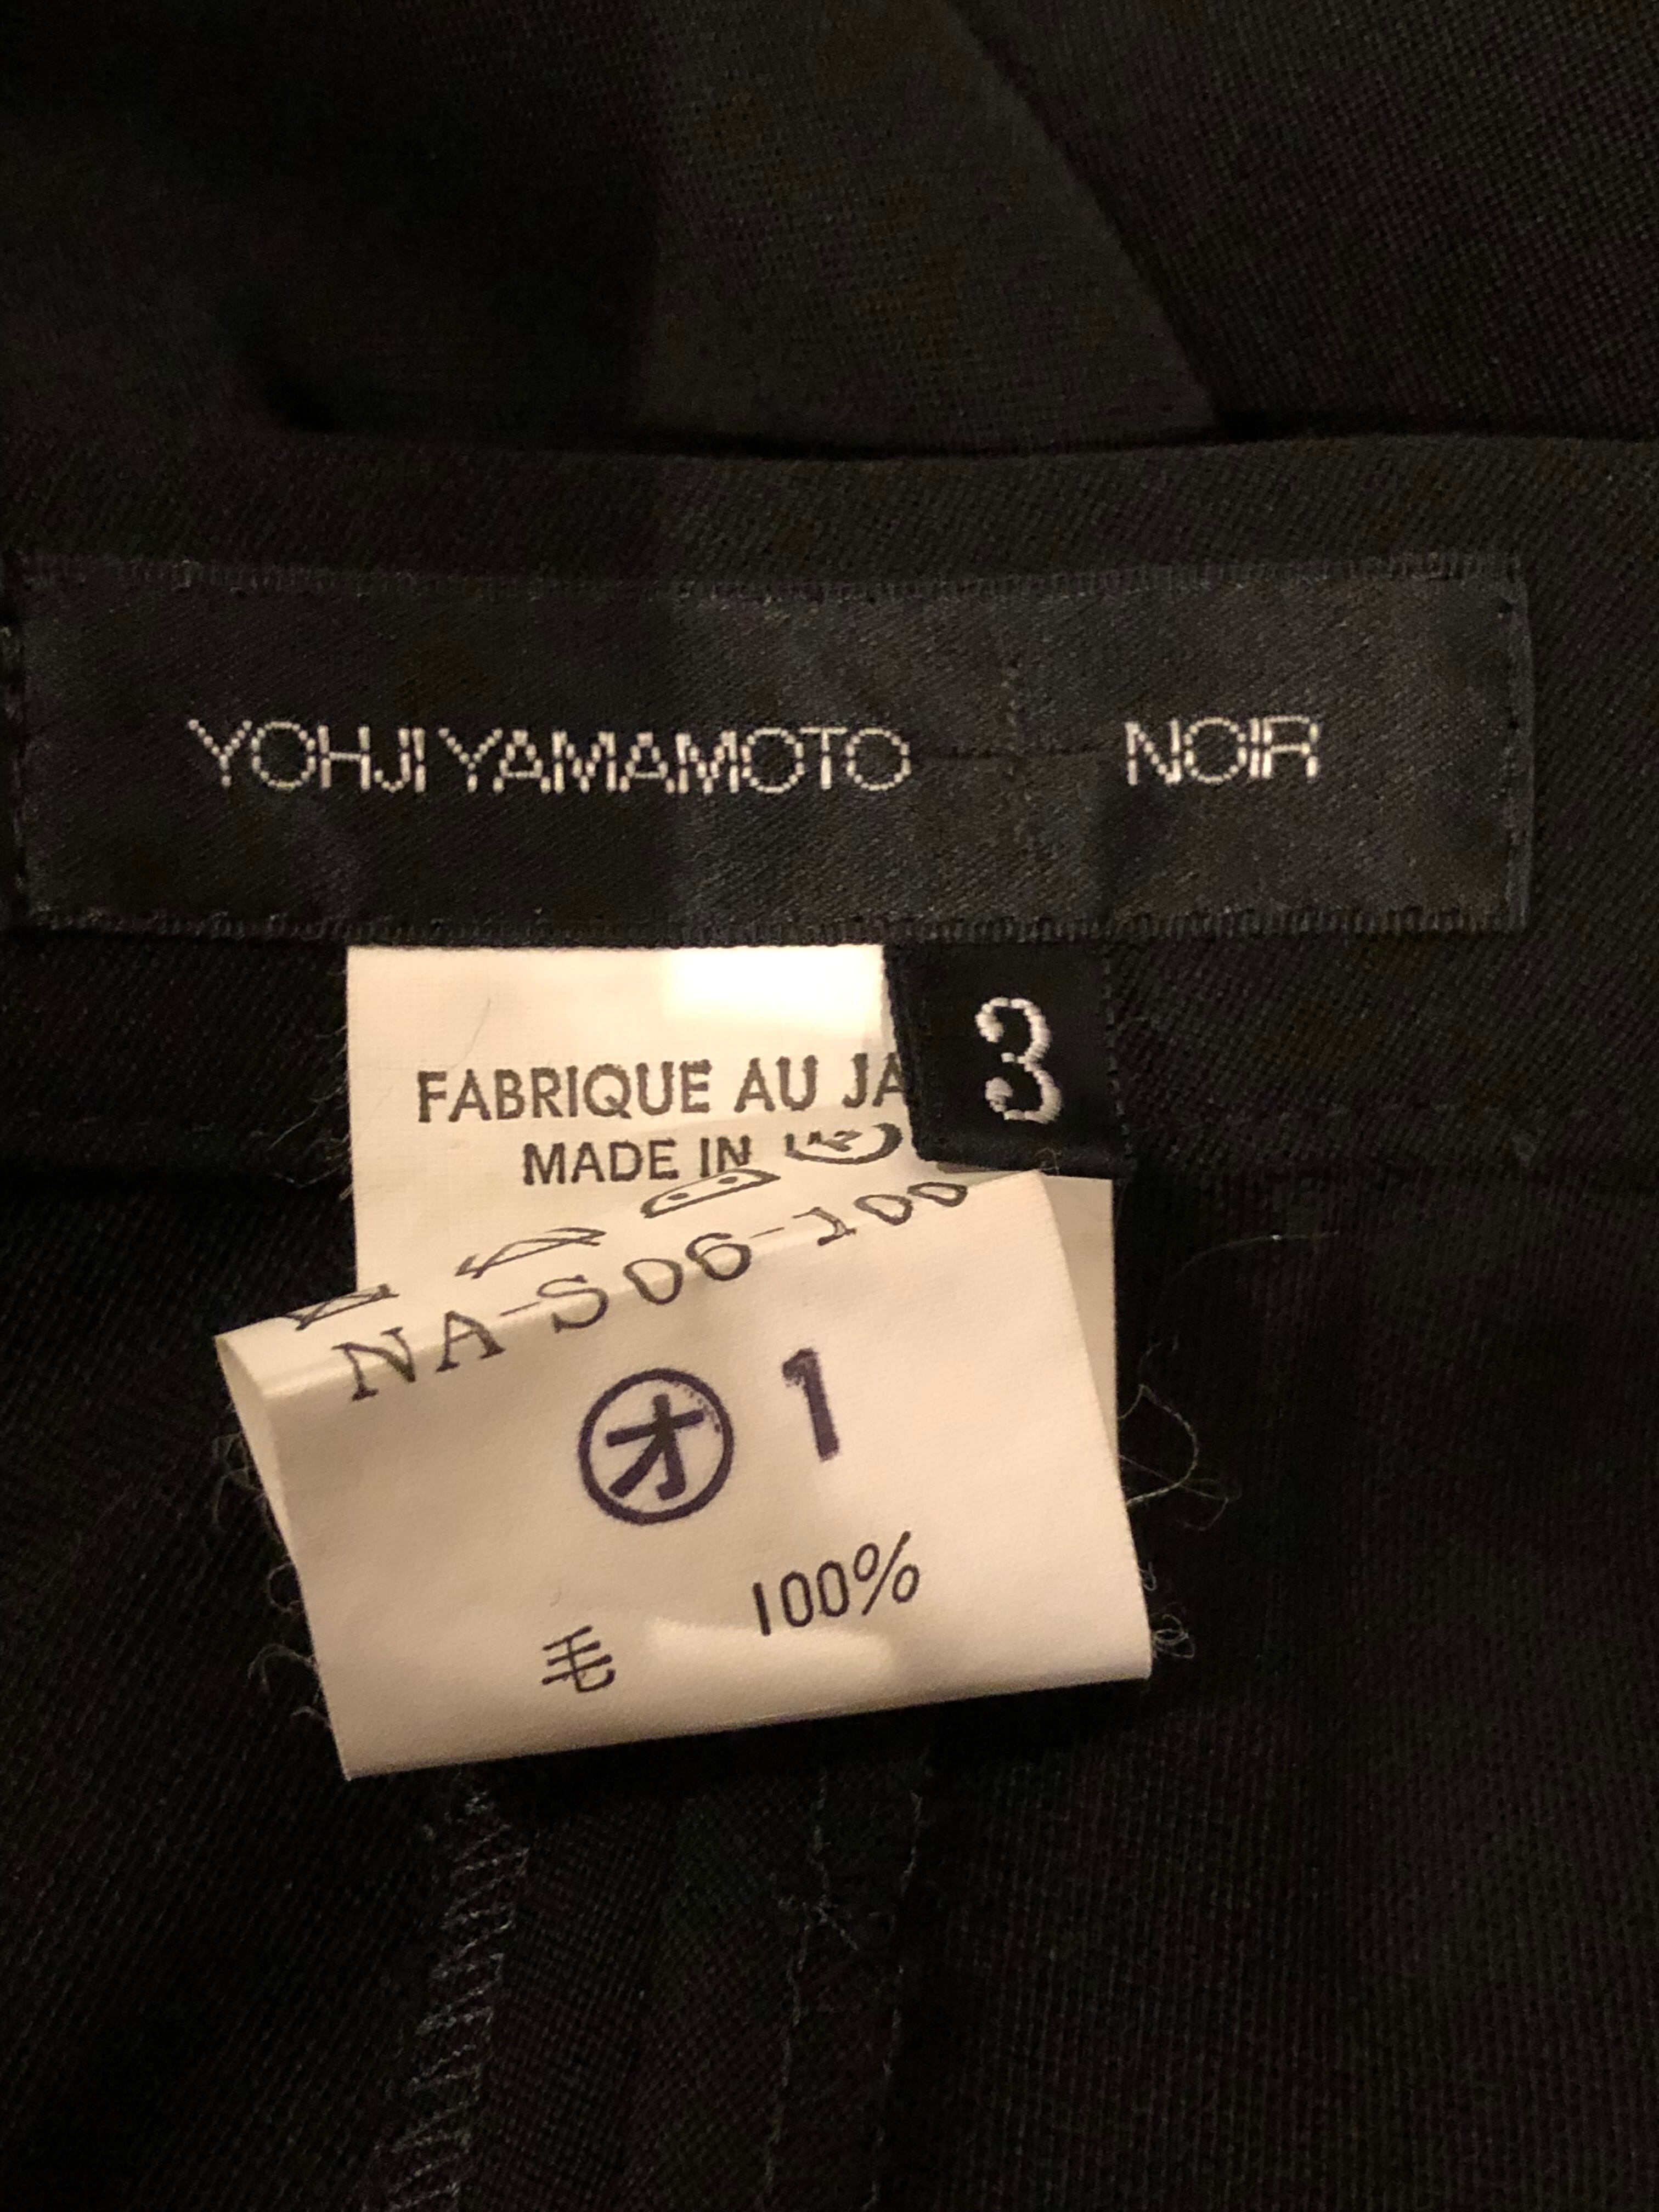 YOHJI YAMAMOTO — NOIR
3
FABRIQUE AU JA
MADE IN
NA-S06-100
オ 1
毛 100%